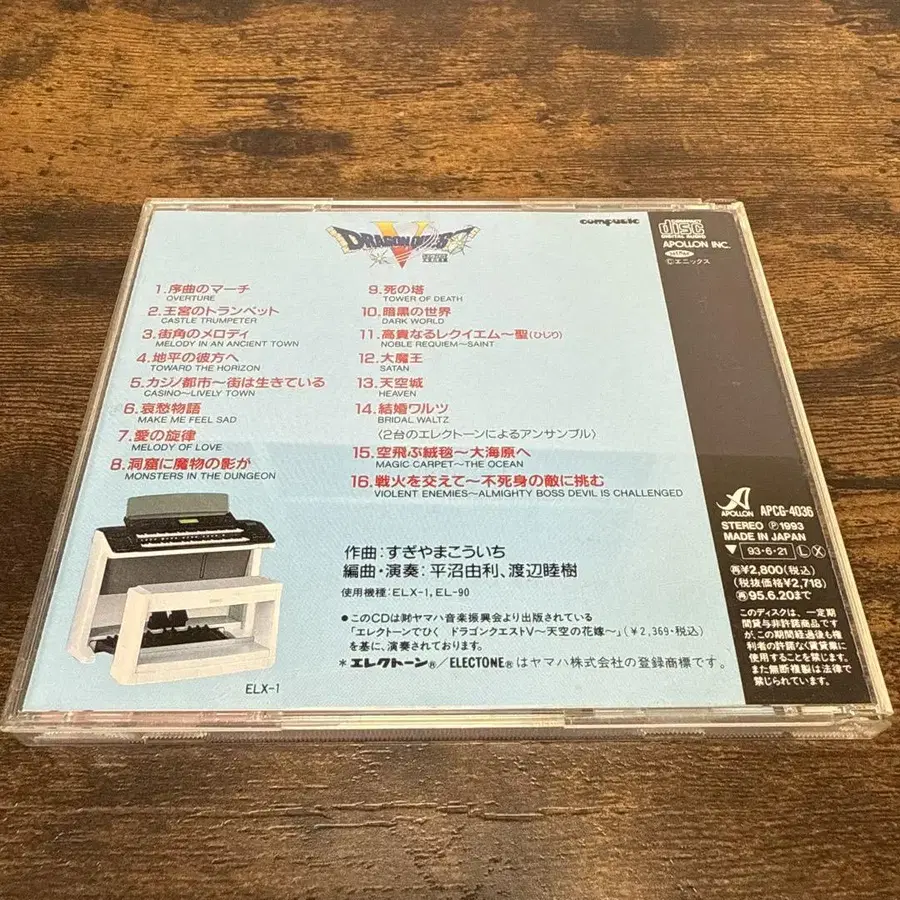 DRAGON QUEST
V
compusic
1.序曲のマーチ
OVERTURE
2.王宮のトランペット
CASTLE TRUMPETER
3.街角のメロディ
MELODY IN AN ANCIENT TOWN
4.地平の彼方へ
TOWARD THE HORIZON
5.カジノ都市〜街は生きている
CASINO〜LIVELY TOWN
6.哀愁物語
MAKE ME FEEL SAD
7.愛の旋律
MELODY OF LOVE
8.洞窟に魔物の影が
MONSTERS IN THE DUNGEON
9.死の塔
TOWER OF DEATH
10.暗黒の世界
DARK WORLD
11.高貴なるレクイエム〜聖(ひじり)
NOBLE REQUIEM〜SAINT
12.大魔王
SATAN
13.天空城
HEAVEN
14.結婚ワルツ
BRIDAL WALTZ
〈2台のエレクトーンによるアンサンブル〉
15.空飛ぶ絨毯〜大海原へ
MAGIC CARPET〜THE OCEAN
16.戦火を交えて〜不死身の敵に挑む
VIOLENT ENEMIES〜ALMIGHTY BOSS DEVIL IS CHALLENGED
ELX-1
作曲:すぎやまこういち
編曲・演奏:平沼由利、渡辺睦樹
使用機種:ELX-1, EL-90
●このCDは㈶ヤマハ音楽振興会より出版されている
「エレクトーンでひく ドラゴンクエストV〜天空の花嫁〜」(¥2,369・税込)
を基に、演奏されております。
*エレクトーン®/ELECTONE®はヤマハ株式会社の登録商標です。
COMPACT
disc
DIGITAL AUDIO
APOLLON INC.
©エニックス
APOLLON
APCG-4036
STEREO Ⓟ1993
MADE IN JAPAN
▼93・6・21 Ⓛ Ⓧ
再¥2,800(税込)
(税抜価格¥2,718)
再95.6.20まで
このディスクは、一定期
間貸与非許諾商品です
が、この期間経過後も権
利者の許諾なく賃貸業
に使用することを禁じます。
また無断複製は法律で
禁じられています。